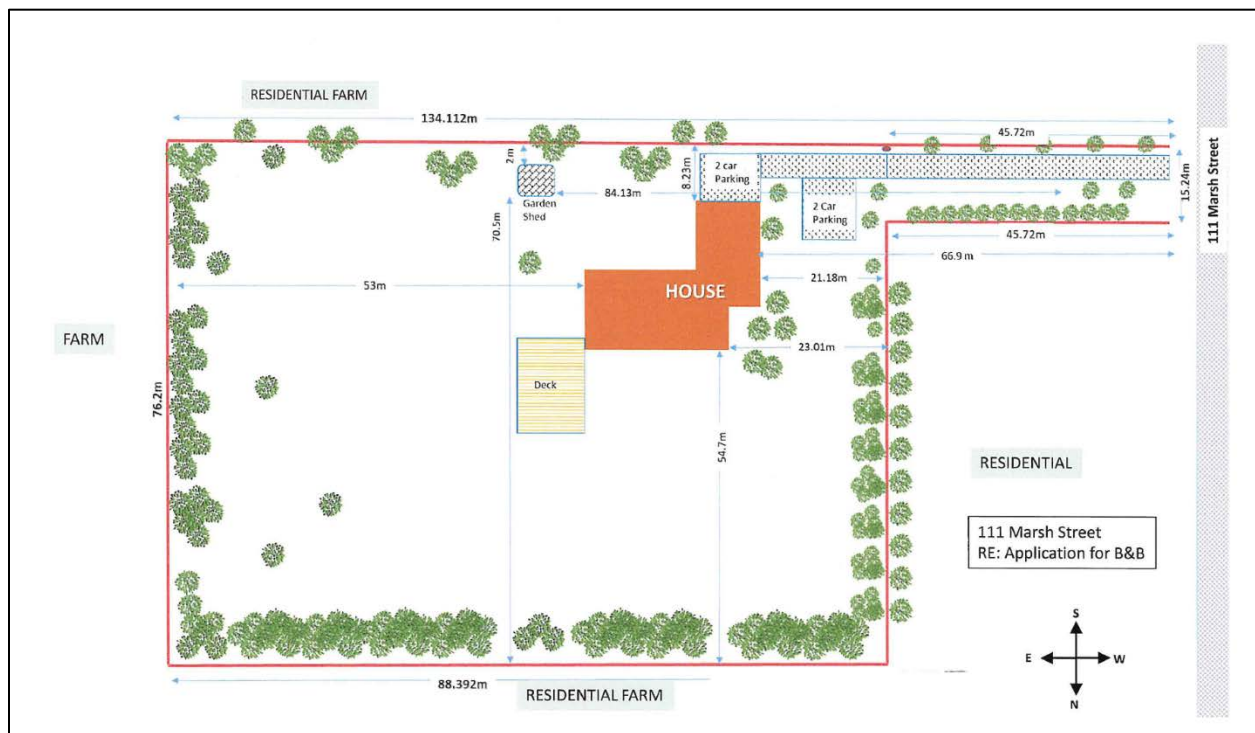 RESIDENTIAL FARM
134.112m
45.72m
2m
8.23m
2 car
Parking
15.24m
84.13m
Garden
Shed
2 Car
Parking
111 Marsh Street
70.5m
45.72m
66.9 m
53m
HOUSE
21.18m
FARM
23.01m
76.2m
Deck
54.7m
RESIDENTIAL
111 Marsh Street
RE: Application for B&B
S
E
W
N
88.392m
RESIDENTIAL FARM